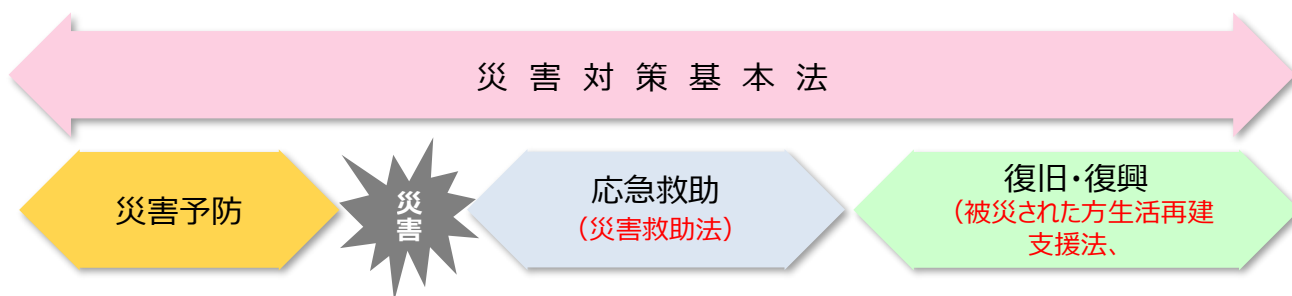 災害対策基本法
災害予防
災害
応急救助
（災害救助法）
復旧・復興
（被災された方生活再建
支援法、